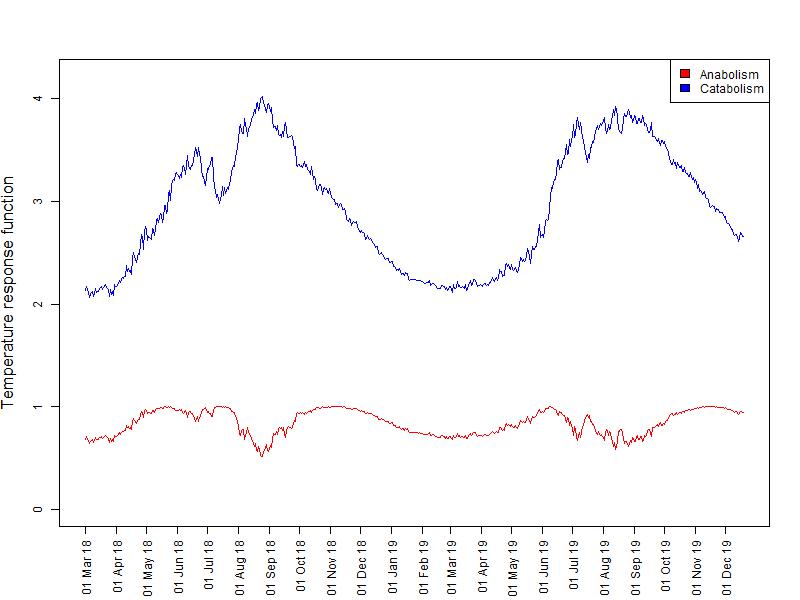 Anabolism
Catabolism
Temperature response function
4
3
2
1
0
01 Mar 18
01 Apr 18
01 May 18
01 Jun 18
01 Jul 18
01 Aug 18
01 Sep 18
01 Oct 18
01 Nov 18
01 Dec 18
01 Jan 19
01 Feb 19
01 Mar 19
01 Apr 19
01 May 19
01 Jun 19
01 Jul 19
01 Aug 19
01 Sep 19
01 Oct 19
01 Nov 19
01 Dec 19